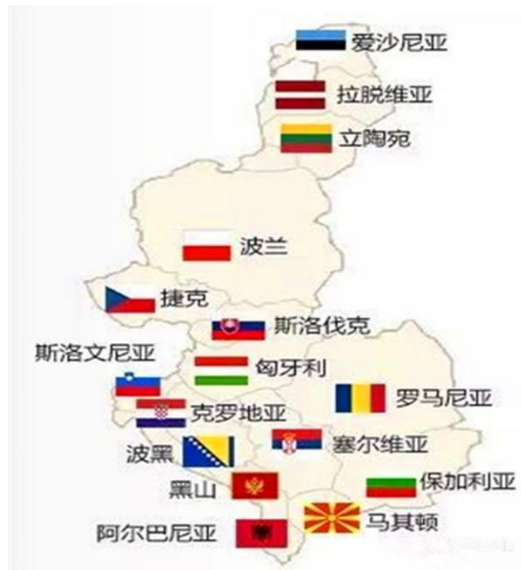 爱沙尼亚
拉脱维亚
立陶宛
波兰
捷克
斯洛伐克
斯洛文尼亚
匈牙利
罗马尼亚
克罗地亚
塞尔维亚
波黑
保加利亚
黑山
马其顿
阿尔巴尼亚